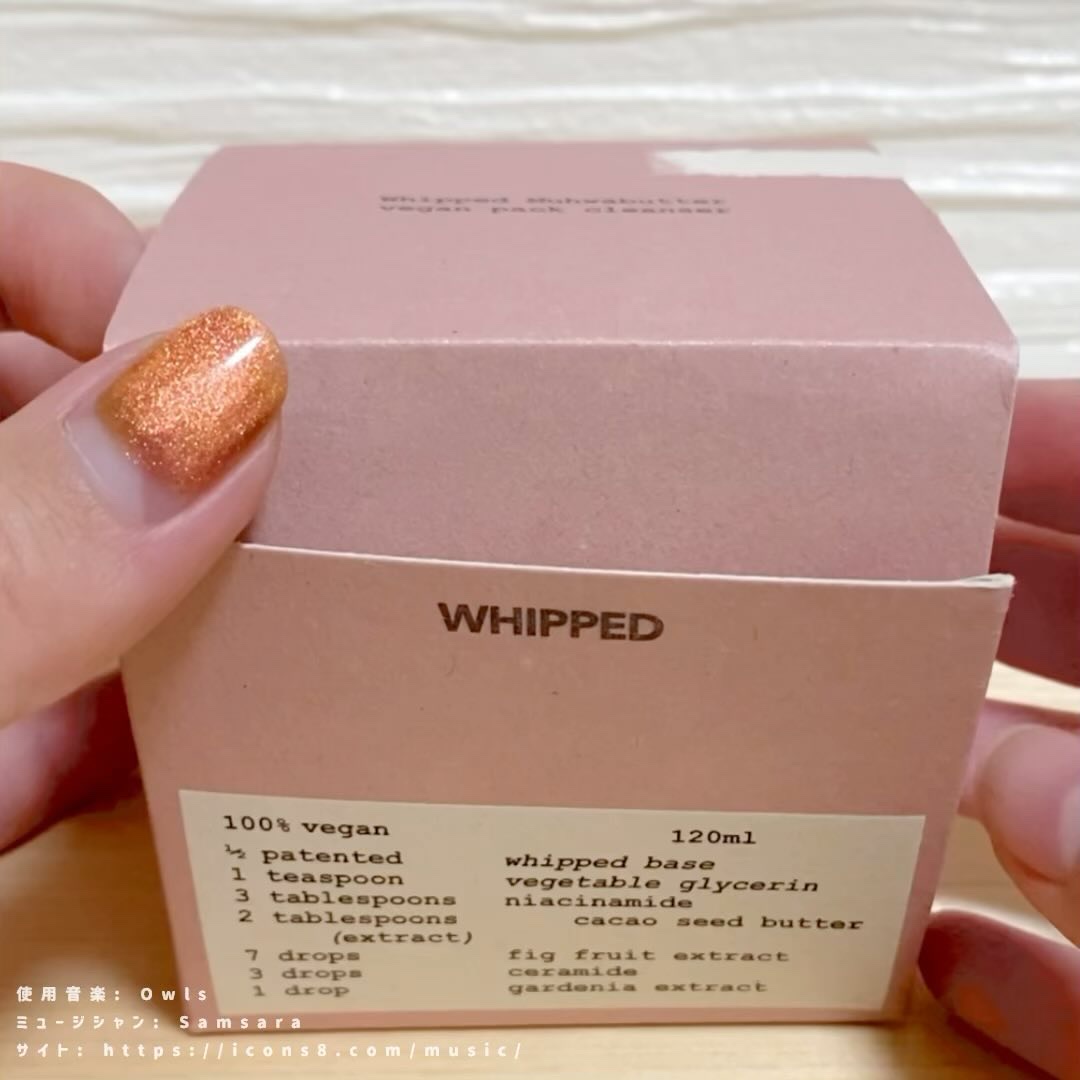 Whipped Muhwabutter
vegan pack cleanser
WHIPPED
100% vegan 120ml
½ patented whipped base
1 teaspoon vegetable glycerin
3 tablespoons niacinamide
2 tablespoons cacao seed butter
(extract)
7 drops fig fruit extract
3 drops ceramide
1 drop gardenia extract
使用音楽: Owls
ミュージシャン: Samsara
サイト: https://icons8.com/music/